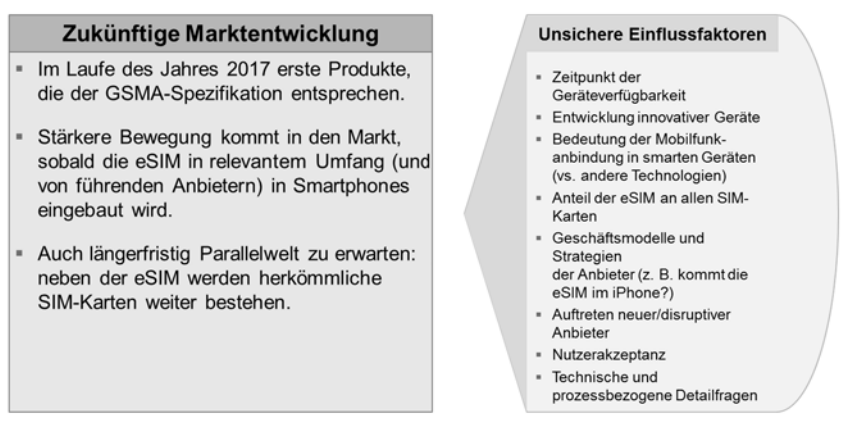 Zukünftige Marktentwicklung
▪ Im Laufe des Jahres 2017 erste Produkte,
die der GSMA-Spezifikation entsprechen.
▪ Stärkere Bewegung kommt in den Markt,
sobald die eSIM in relevantem Umfang (und
von führenden Anbietern) in Smartphones
eingebaut wird.
▪ Auch längerfristig Parallelwelt zu erwarten:
neben der eSIM werden herkömmliche
SIM-Karten weiter bestehen.
Unsichere Einflussfaktoren
▪ Zeitpunkt der
Geräteverfügbarkeit
▪ Entwicklung innovativer Geräte
▪ Bedeutung der Mobilfunk-
anbindung in smarten Geräten
(vs. andere Technologien)
▪ Anteil der eSIM an allen SIM-
Karten
▪ Geschäftsmodelle und
Strategien
der Anbieter (z. B. kommt die
eSIM im iPhone?)
▪ Auftreten neuer/disruptiver
Anbieter
▪ Nutzerakzeptanz
▪ Technische und
prozessbezogene Detailfragen